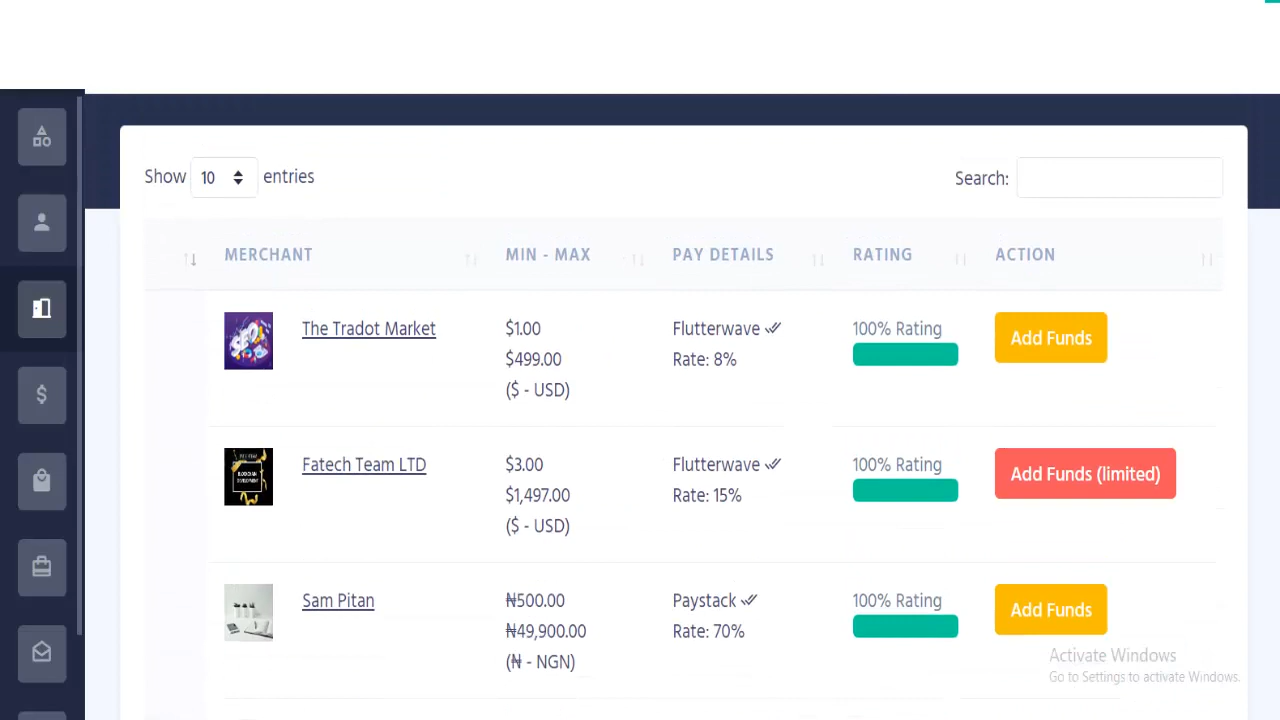 Show 10 entries
Search:
MERCHANT MIN - MAX PAY DETAILS RATING ACTION
The Tradot Market $1.00 Flutterwave 100% Rating Add Funds
$499.00 Rate: 8%
($ - USD)
Fatech Team LTD $3.00 Flutterwave 100% Rating Add Funds (limited)
$1,497.00 Rate: 15%
($ - USD)
Sam Pitan ₦500.00 Paystack 100% Rating Add Funds
₦49,900.00 Rate: 70%
(₦ - NGN)
Activate Windows
Go to Settings to activate Windows.